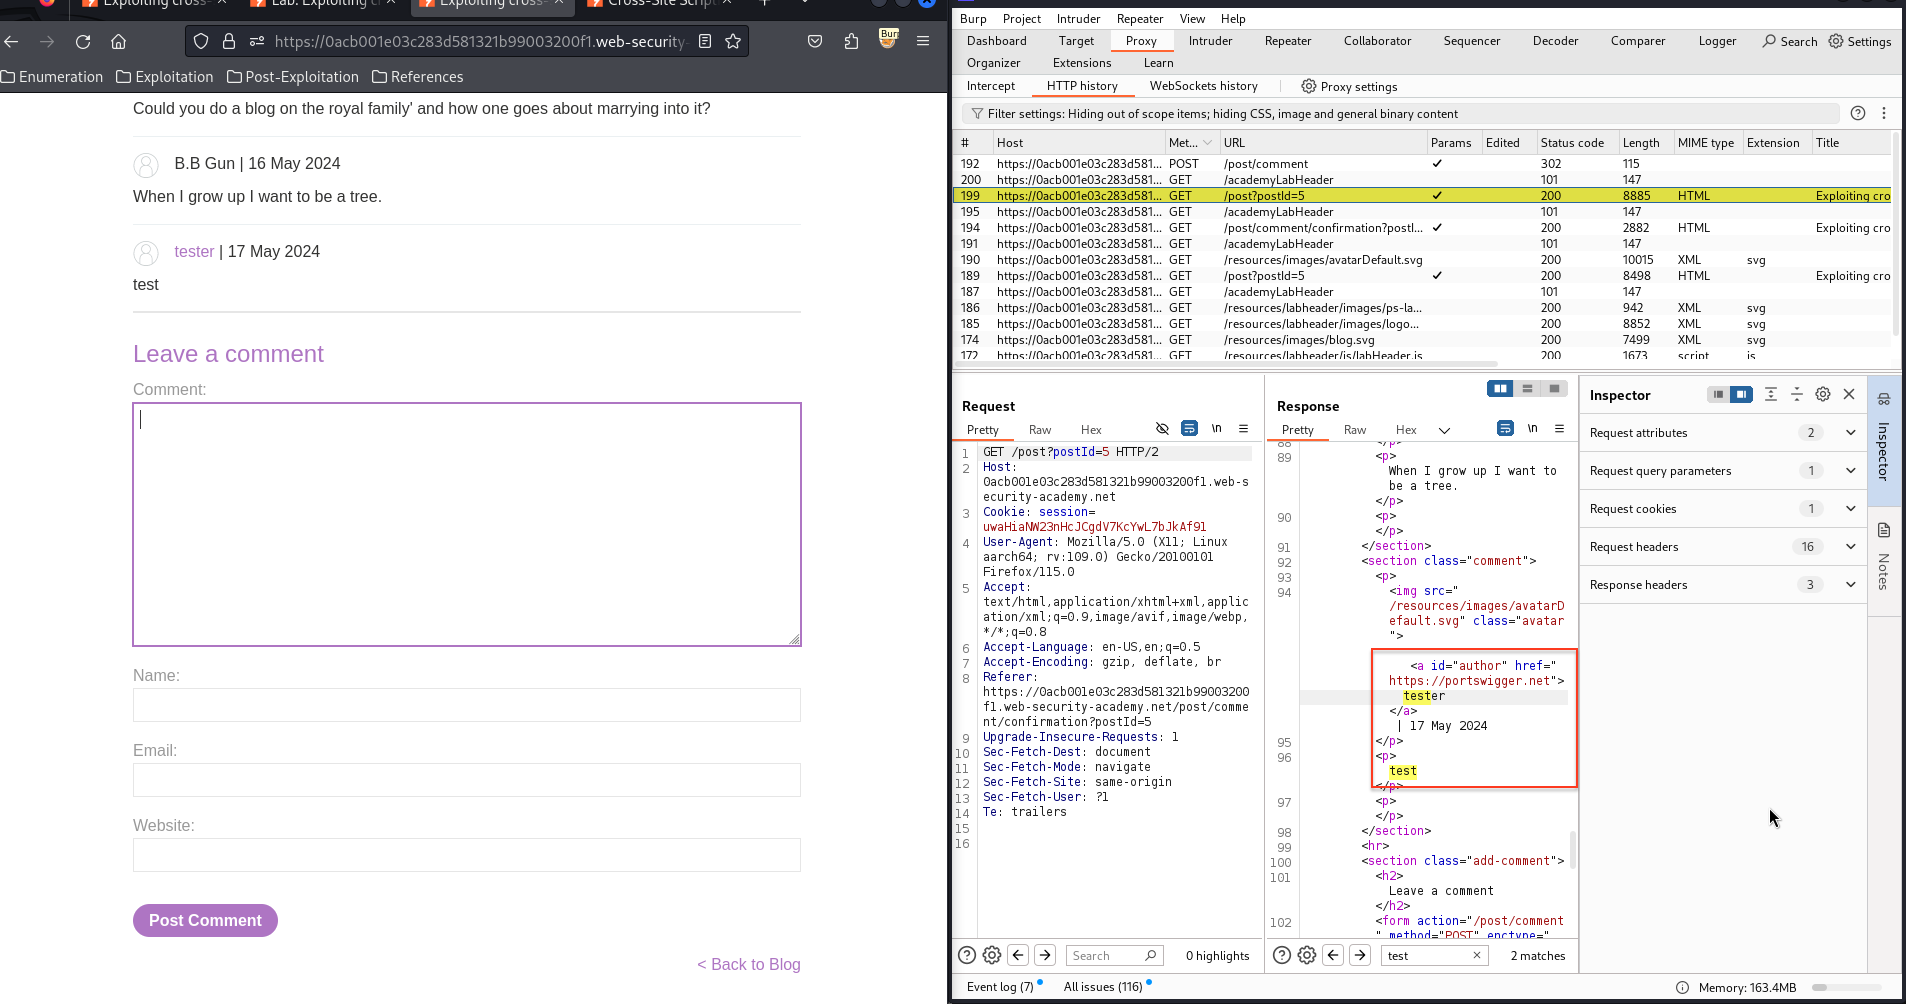 Exploiting cross-
Lab: Exploiting c
Exploiting cross-
Cross-Site Script
https://0acb001e03c283d581321b99003200f1.web-security-
Burp
Enumeration
Exploitation
Post-Exploitation
References
Could you do a blog on the royal family' and how one goes about marrying into it?
B.B Gun | 16 May 2024
When I grow up I want to be a tree.
tester | 17 May 2024
test
Leave a comment
Comment:
Name:
Email:
Website:
Post Comment
< Back to Blog
Burp Project Intruder Repeater View Help
Dashboard Target Proxy Intruder Repeater Collaborator Sequencer Decoder Comparer Logger Search Settings
Organizer Extensions Learn
Intercept HTTP history WebSockets history Proxy settings
Filter settings: Hiding out of scope items; hiding CSS, image and general binary content
# Host Met... URL Params Edited Status code Length MIME type Extension Title
192 https://0acb001e03c283d581... POST /post/comment ✓ 302 115
200 https://0acb001e03c283d581... GET /academyLabHeader 101 147
199 https://0acb001e03c283d581... GET /post?postId=5 ✓ 200 8885 HTML Exploiting cro
195 https://0acb001e03c283d581... GET /academyLabHeader 101 147
194 https://0acb001e03c283d581... GET /post/comment/confirmation?postI... ✓ 200 2882 HTML Exploiting cro
191 https://0acb001e03c283d581... GET /academyLabHeader 101 147
190 https://0acb001e03c283d581... GET /resources/images/avatarDefault.svg 200 10015 XML svg
189 https://0acb001e03c283d581... GET /post?postId=5 ✓ 200 8498 HTML Exploiting cro
187 https://0acb001e03c283d581... GET /academyLabHeader 101 147
186 https://0acb001e03c283d581... GET /resources/labheader/images/ps-la... 200 942 XML svg
185 https://0acb001e03c283d581... GET /resources/labheader/images/logo... 200 8852 XML svg
174 https://0acb001e03c283d581... GET /resources/images/blog.svg 200 7499 XML svg
172 https://0acb001e03c283d581... GET /resources/labheader/js/labHeader.js 200 1673 script js
Request
Pretty Raw Hex \n
1 GET /post?postId=5 HTTP/2
2 Host:
0acb001e03c283d581321b99003200f1.web-s
ecurity-academy.net
3 Cookie: session=
uwaHiaNW23nHcJCgdV7KcYwL7bJkAf9l
4 User-Agent: Mozilla/5.0 (X11; Linux
aarch64; rv:109.0) Gecko/20100101
Firefox/115.0
5 Accept:
text/html,application/xhtml+xml,applic
ation/xml;q=0.9,image/avif,image/webp,
*/*;q=0.8
6 Accept-Language: en-US,en;q=0.5
7 Accept-Encoding: gzip, deflate, br
8 Referer:
https://0acb001e03c283d581321b99003200
f1.web-security-academy.net/post/comme
nt/confirmation?postId=5
9 Upgrade-Insecure-Requests: 1
10 Sec-Fetch-Dest: document
11 Sec-Fetch-Mode: navigate
12 Sec-Fetch-Site: same-origin
13 Sec-Fetch-User: ?1
14 Te: trailers
15
16
Search
0 highlights
Response
Pretty Raw Hex \n
88 </p>
89 <p>
When I grow up I want to
be a tree.
</p>
90 <p>
</p>
91 </section>
92 <section class="comment">
93 <p>
94 <img src="
/resources/images/avatarD
efault.svg" class="avatar
">
<a id="author" href="
https://portswigger.net">
tester
</a>
| 17 May 2024
95 </p>
96 <p>
test
</p>
97 <p>
</p>
98 </section>
99 <hr>
100 <section class="add-comment">
101 <h2>
Leave a comment
</h2>
102 <form action="/post/comment
" method="POST" enctype="
test
2 matches
Inspector
Request attributes 2
Request query parameters 1
Request cookies 1
Request headers 16
Response headers 3
Inspector
Notes
Event log (7) All issues (116)
Memory: 163.4MB